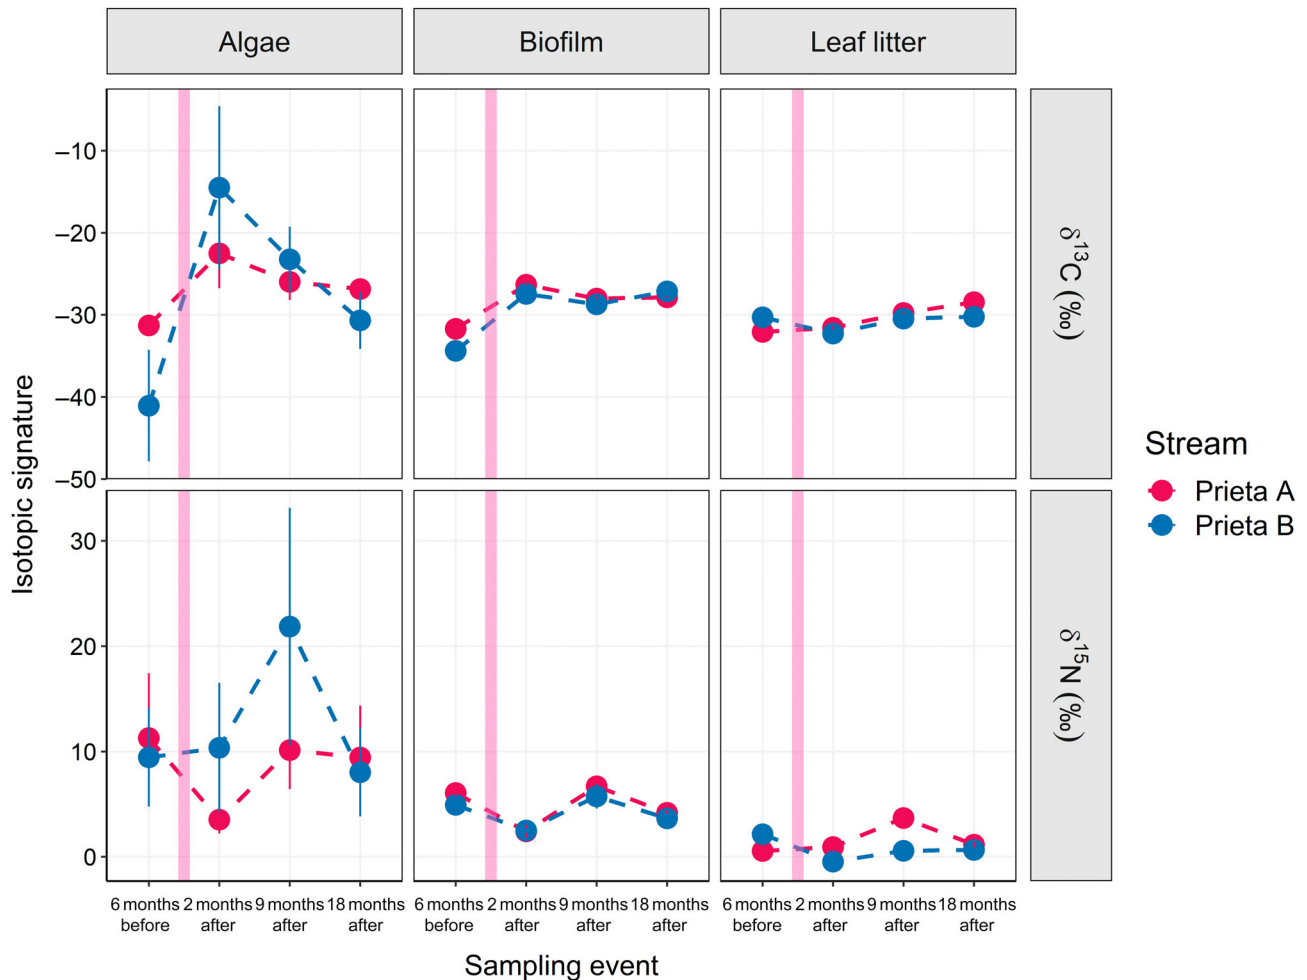 Algae
Biofilm
Leaf litter
–10
–20
–30
–40
–50
δ¹³C (‰)
30
20
10
0
δ¹⁵N (‰)
Isotopic signature
6 months before
2 months after
9 months after
18 months after
6 months before
2 months after
9 months after
18 months after
6 months before
2 months after
9 months after
18 months after
Sampling event
Stream
Prieta A
Prieta B